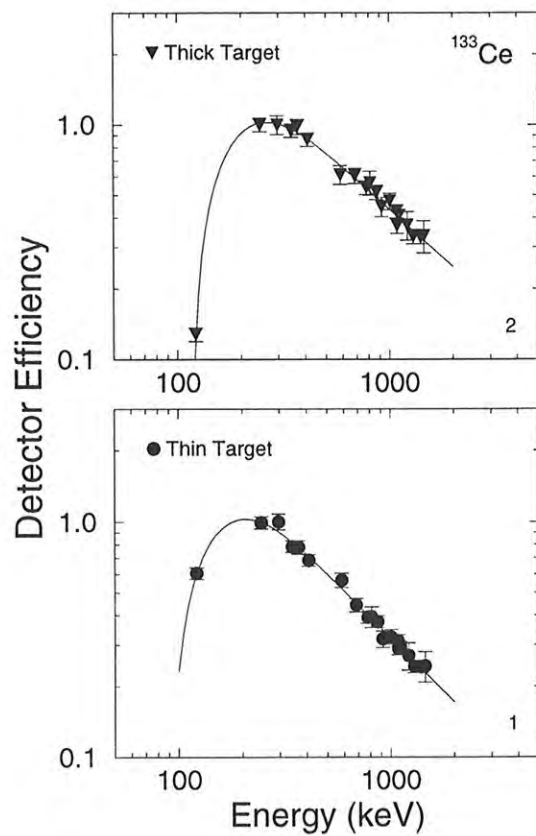 ▼ Thick Target
¹³³Ce
1.0
0.1
2
100
1000
Detector Efficiency
● Thin Target
1.0
0.1
1
100
1000
Energy (keV)